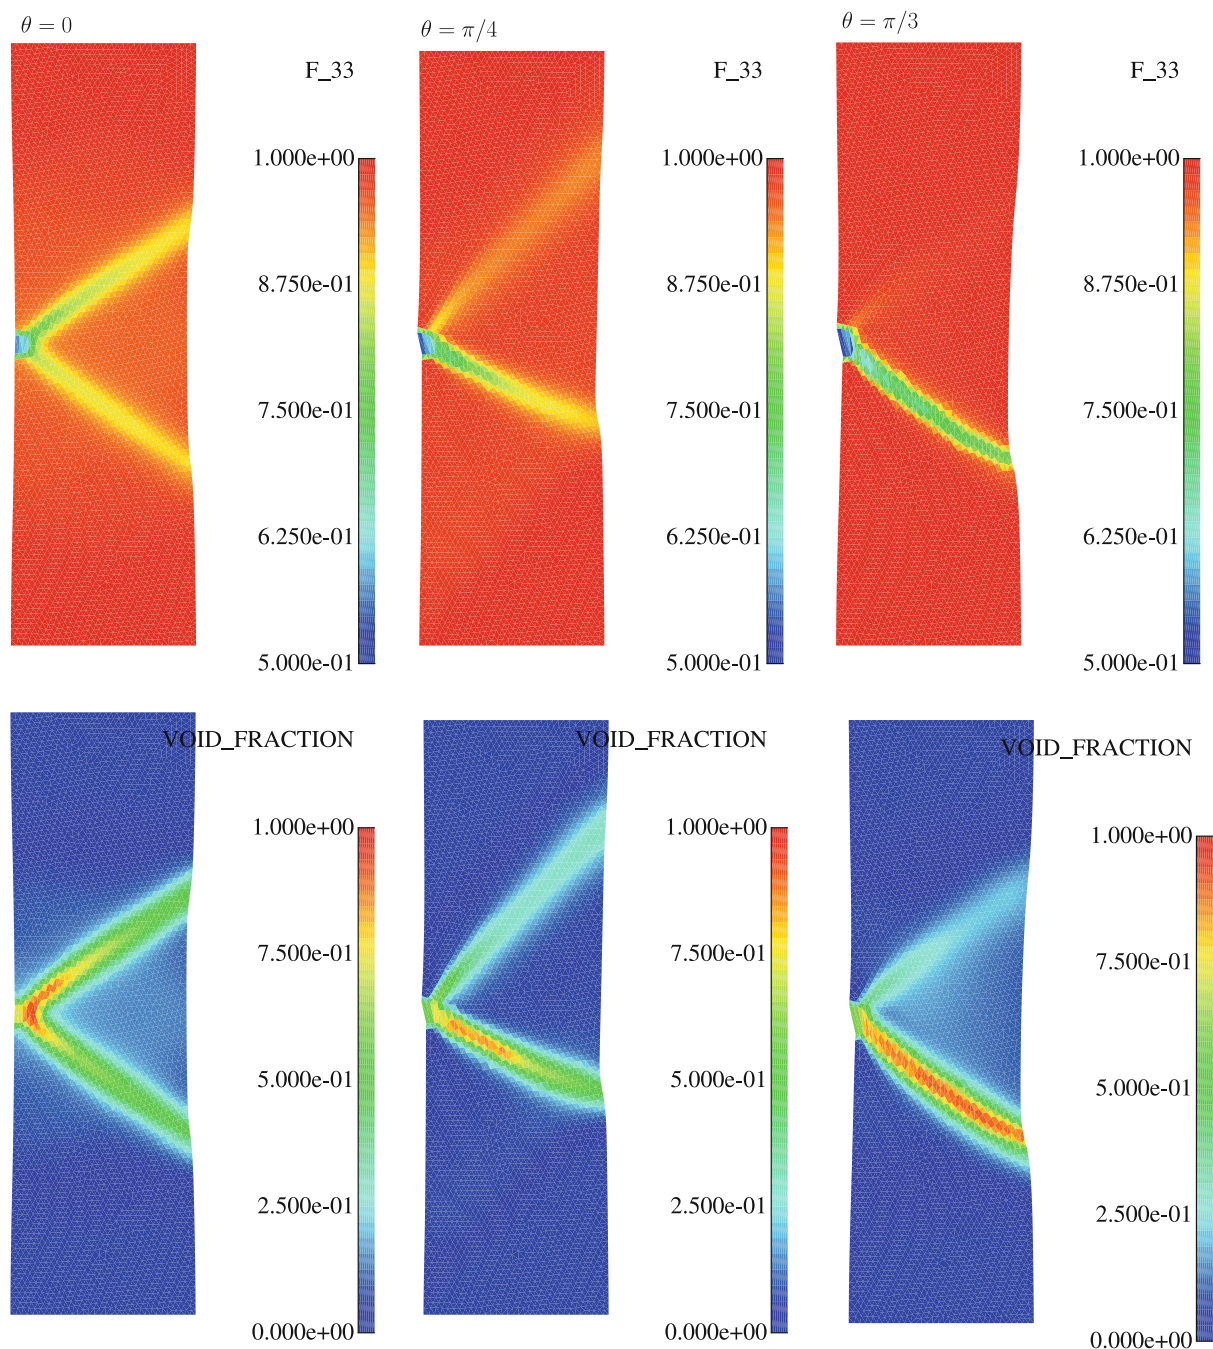 θ = 0
θ = π/4
θ = π/3
F_33
F_33
F_33
1.000e+00
8.750e-01
7.500e-01
6.250e-01
5.000e-01
1.000e+00
8.750e-01
7.500e-01
6.250e-01
5.000e-01
1.000e+00
8.750e-01
7.500e-01
6.250e-01
5.000e-01
VOID_FRACTION
VOID_FRACTION
VOID_FRACTION
1.000e+00
7.500e-01
5.000e-01
2.500e-01
0.000e+00
1.000e+00
7.500e-01
5.000e-01
2.500e-01
0.000e+00
1.000e+00
7.500e-01
5.000e-01
2.500e-01
0.000e+00